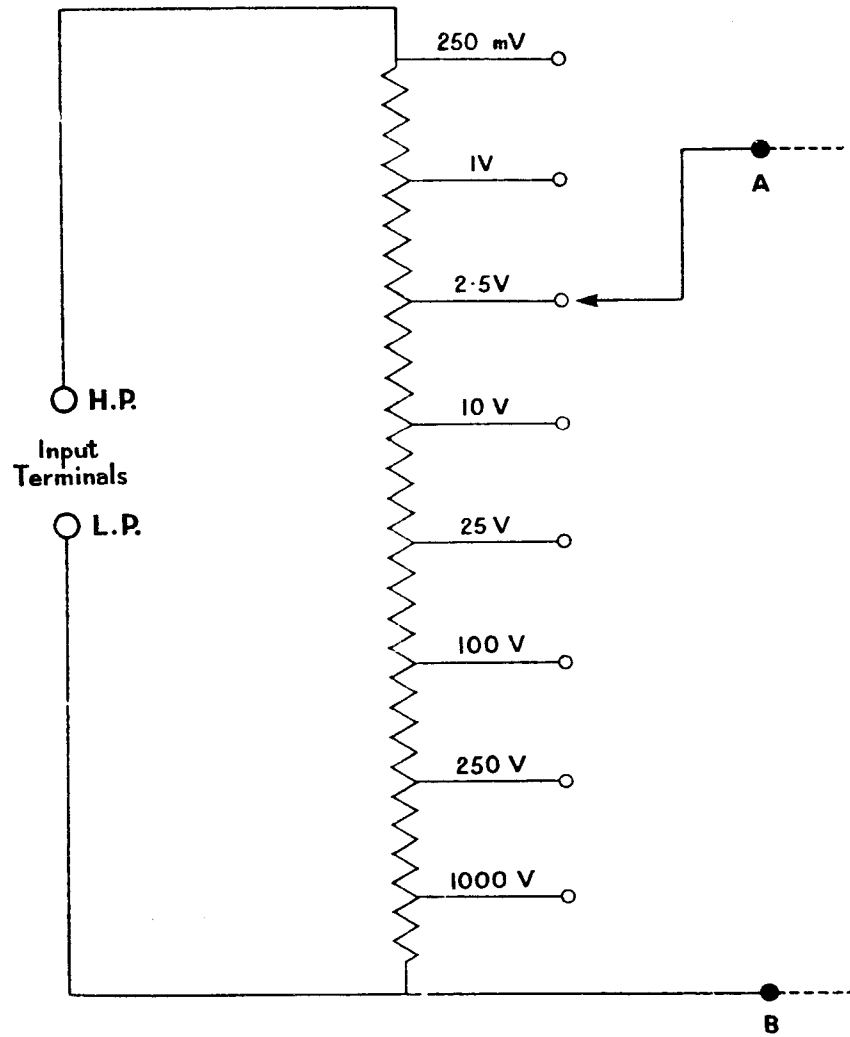 250 mV
1V
A
2·5V
H.P.
10 V
Input
Terminals
L.P.
25 V
100 V
250 V
1000 V
B